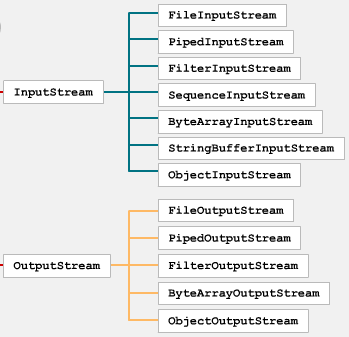 FileInputStream
PipedInputStream
FilterInputStream
InputStream
SequenceInputStream
ByteArrayInputStream
StringBufferInputStream
ObjectInputStream
FileOutputStream
PipedOutputStream
OutputStream
FilterOutputStream
ByteArrayOutputStream
ObjectOutputStream